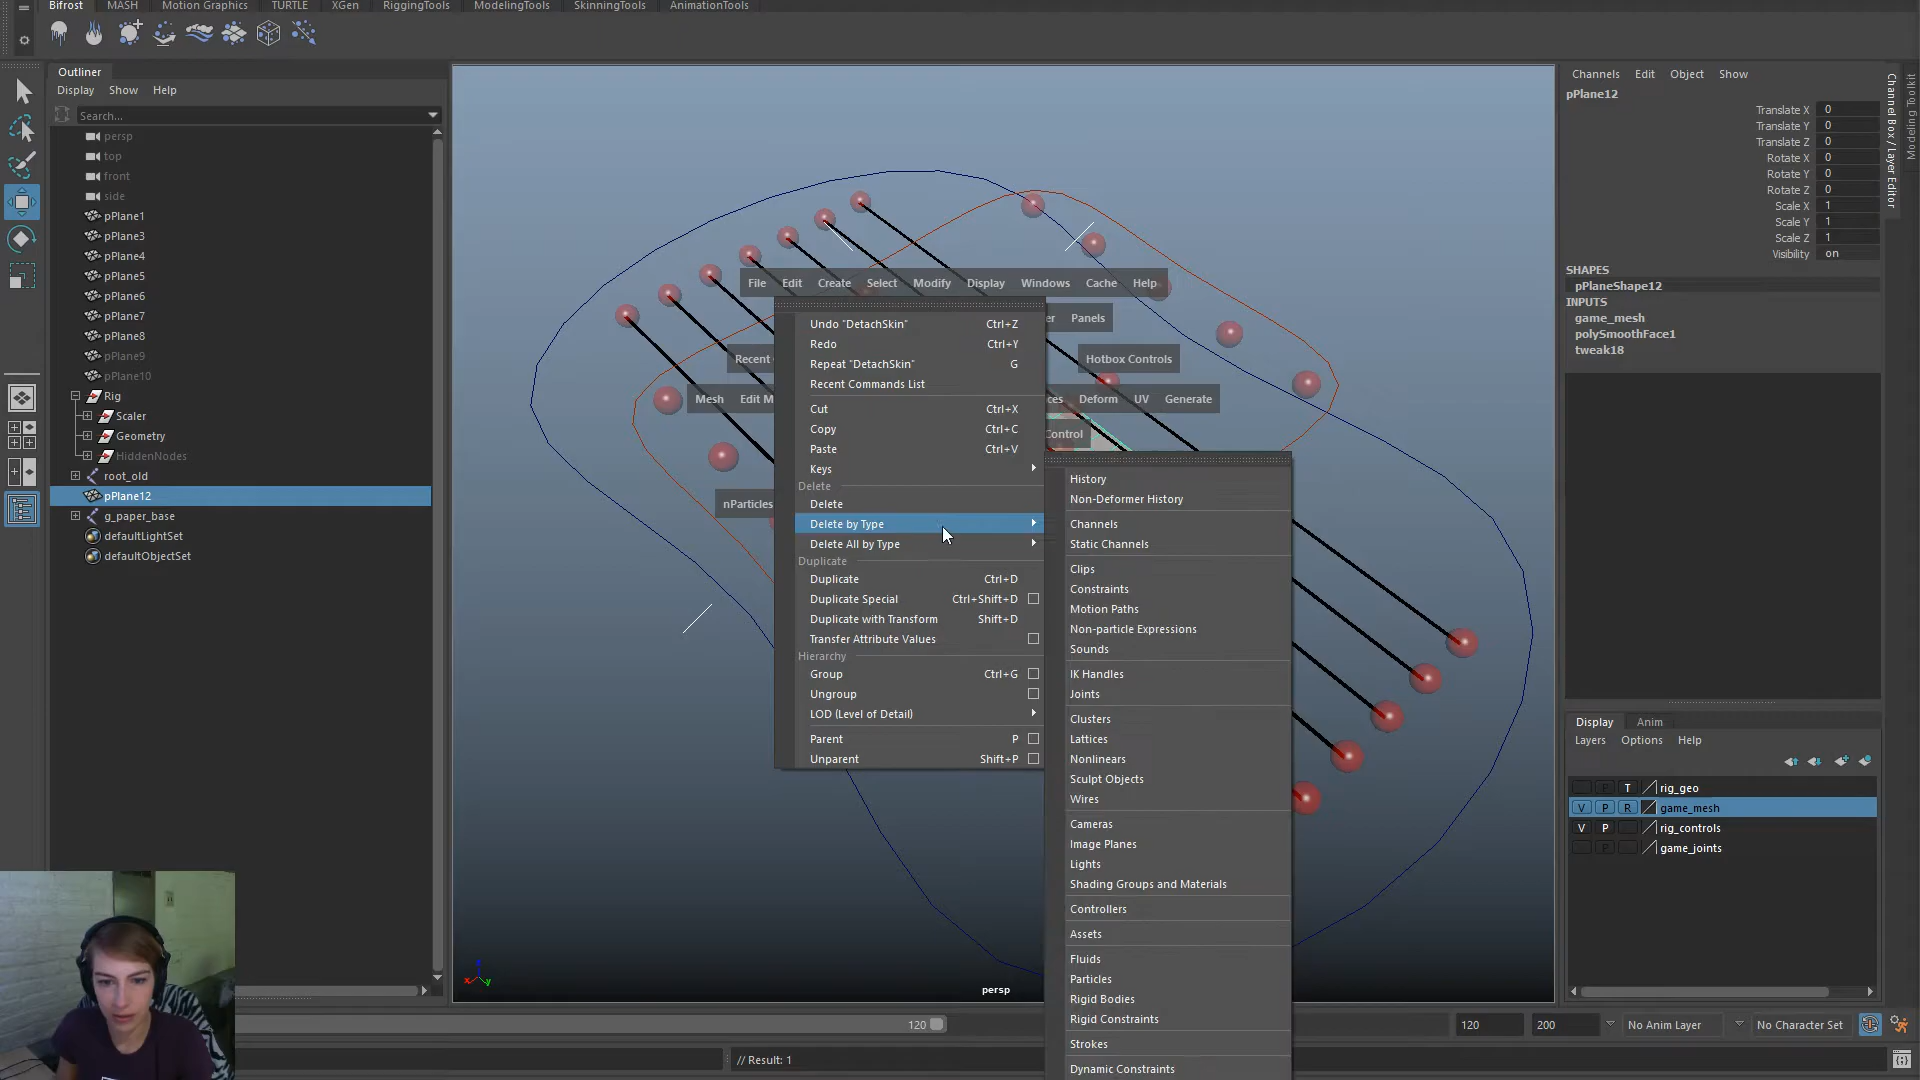 Bifrost MASH Motion Graphics TURTLE XGen RiggingTools ModelingTools SkinningTools AnimationTools
Outliner
Display Show Help
Search...
persp
top
front
side
pPlane1
pPlane3
pPlane4
pPlane5
pPlane6
pPlane7
pPlane8
pPlane9
pPlane10
Rig
Scaler
Geometry
HiddenNodes
root_old
pPlane12
g_paper_base
defaultLightSet
defaultObjectSet
File Edit Create Select Modify Display Windows Cache Help
er Panels
Recent Hotbox Controls
Mesh Edit M ces Deform UV Generate
Control
nParticles
Undo "DetachSkin" Ctrl+Z
Redo Ctrl+Y
Repeat "DetachSkin" G
Recent Commands List
Cut Ctrl+X
Copy Ctrl+C
Paste Ctrl+V
Keys
Delete
Delete
Delete by Type
Delete All by Type
Duplicate
Duplicate Ctrl+D
Duplicate Special Ctrl+Shift+D
Duplicate with Transform Shift+D
Transfer Attribute Values
Hierarchy
Group Ctrl+G
Ungroup
LOD (Level of Detail)
Parent P
Unparent Shift+P
History
Non-Deformer History
Channels
Static Channels
Clips
Constraints
Motion Paths
Non-particle Expressions
Sounds
IK Handles
Joints
Clusters
Lattices
Nonlinears
Sculpt Objects
Wires
Cameras
Image Planes
Lights
Shading Groups and Materials
Controllers
Assets
Fluids
Particles
Rigid Bodies
Rigid Constraints
Strokes
Dynamic Constraints
persp
Channels Edit Object Show
pPlane12
Translate X 0
Translate Y 0
Translate Z 0
Rotate X 0
Rotate Y 0
Rotate Z 0
Scale X 1
Scale Y 1
Scale Z 1
Visibility on
SHAPES
pPlaneShape12
INPUTS
game_mesh
polySmoothFace1
tweak18
Channel Box / Layer Editor
Modeling Toolkit
Display Anim
Layers Options Help
P T rig_geo
V P R game_mesh
V P rig_controls
P game_joints
120 120 200 No Anim Layer No Character Set
// Result: 1